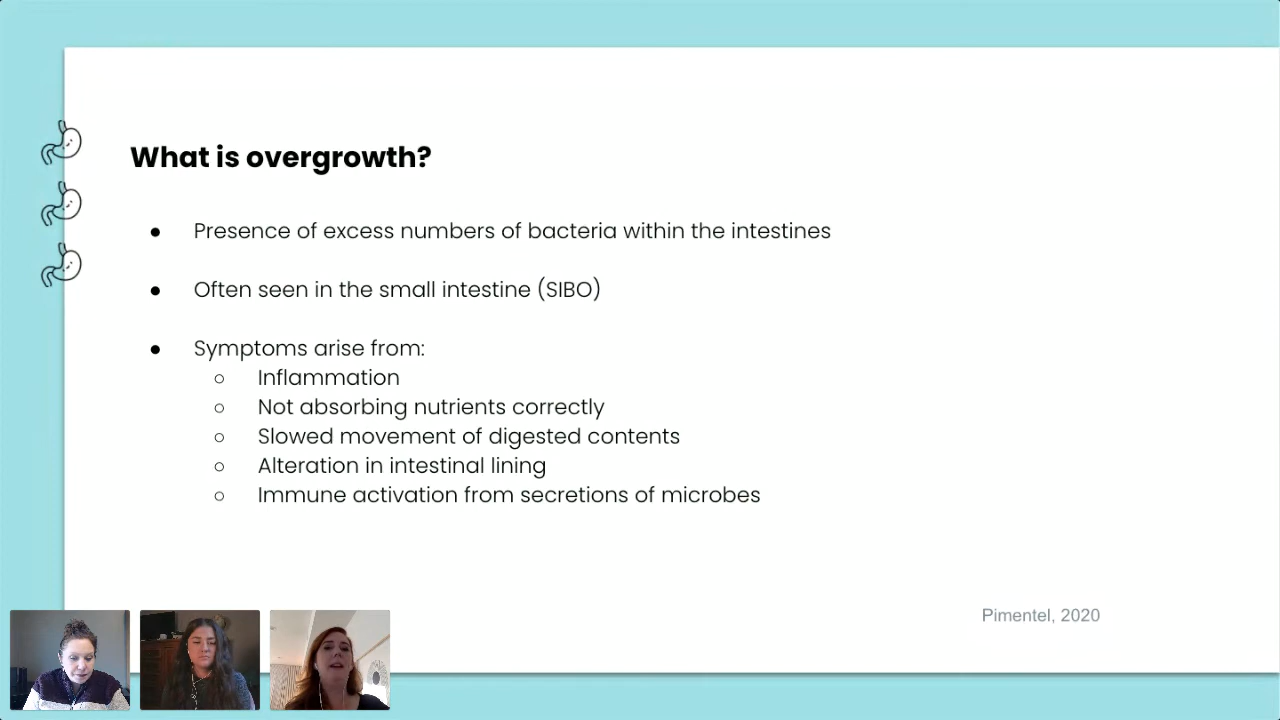 What is overgrowth?
● Presence of excess numbers of bacteria within the intestines
● Often seen in the small intestine (SIBO)
● Symptoms arise from:
○ Inflammation
○ Not absorbing nutrients correctly
○ Slowed movement of digested contents
○ Alteration in intestinal lining
○ Immune activation from secretions of microbes
Pimentel, 2020